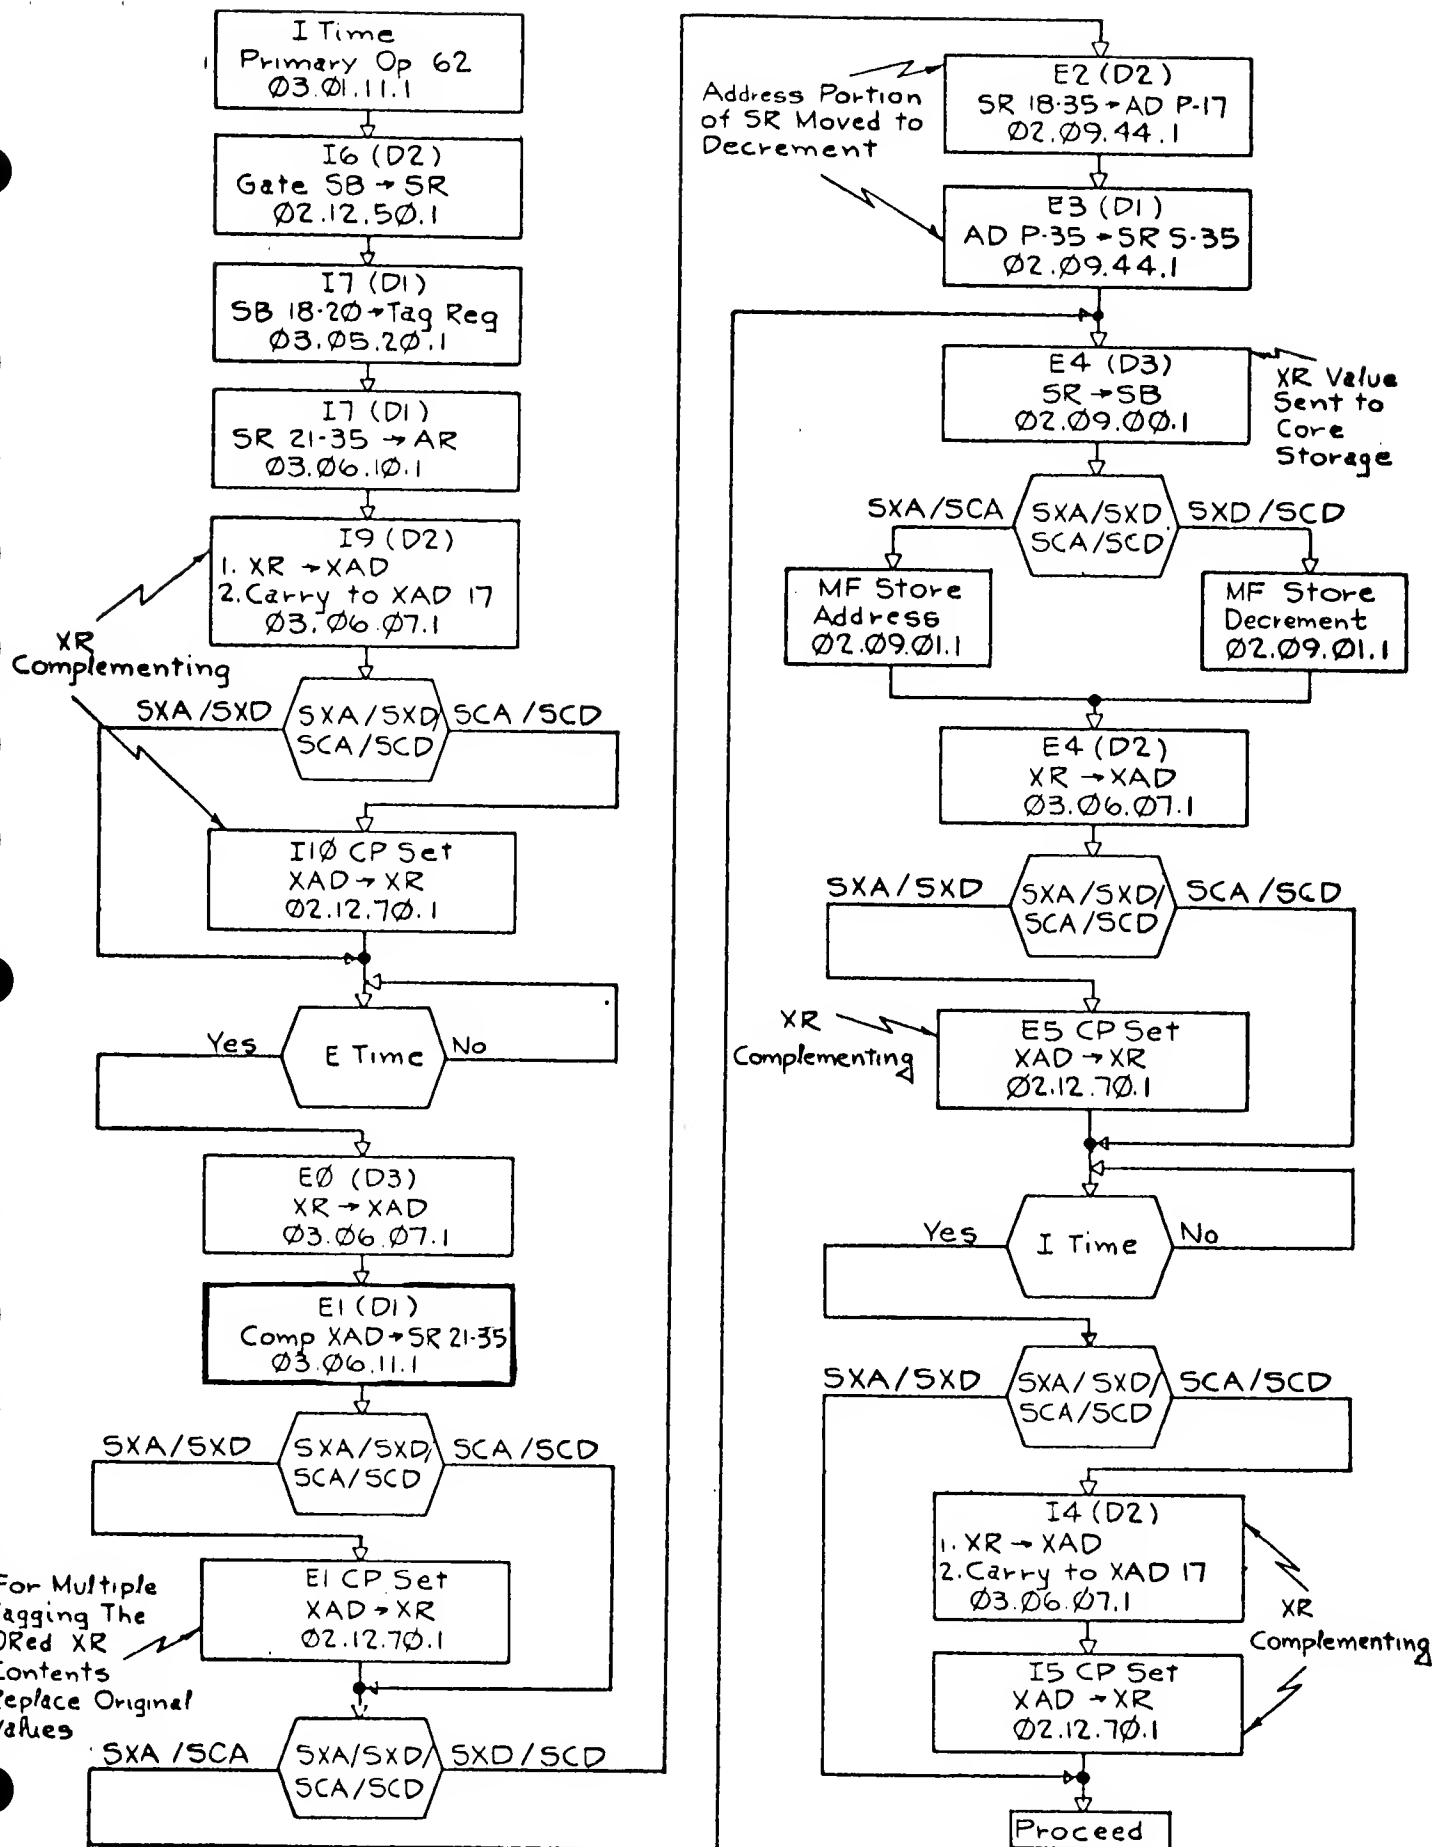 I Time
Primary Op 62
Ø3.Ø1.11.1
I6 (D2)
Gate SB → SR
Ø2.12.5Ø.1
I7 (D1)
SB 18-2Ø → Tag Reg
Ø3.Ø5.2Ø.1
I7 (D1)
SR 21-35 → AR
Ø3.Ø6.1Ø.1
I9 (D2)
1. XR → XAD
2. Carry to XAD 17
Ø3.Ø6.Ø7.1
XR
Complementing
SXA/SXD
SXA/SXD/
SCA/SCD
SCA/SCD
I1Ø CP Set
XAD → XR
Ø2.12.7Ø.1
Yes
E Time
No
EØ (D3)
XR → XAD
Ø3.Ø6.Ø7.1
E1 (D1)
Comp XAD → SR 21-35
Ø3.Ø6.11.1
SXA/SXD
SXA/SXD/
SCA/SCD
SCA/SCD
E1 CP Set
XAD → XR
Ø2.12.7Ø.1
For Multiple
Tagging The
ORed XR
Contents
Replace Original
Values
SXA/SCA
SXA/SXD/
SCA/SCD
SXD/SCD
Address Portion
of SR Moved to
Decrement
E2 (D2)
SR 18-35 → AD P-17
Ø2.Ø9.44.1
E3 (D1)
AD P-35 → SR S-35
Ø2.Ø9.44.1
E4 (D3)
SR → SB
Ø2.Ø9.ØØ.1
XR Value
Sent to
Core
Storage
SXA/SCA
SXA/SXD
SCA/SCD
SXD/SCD
MF Store
Address
Ø2.Ø9.Ø1.1
MF Store
Decrement
Ø2.Ø9.Ø1.1
E4 (D2)
XR → XAD
Ø3.Ø6.Ø7.1
SXA/SXD
SXA/SXD/
SCA/SCD
SCA/SCD
XR
Complementing
E5 CP Set
XAD → XR
Ø2.12.7Ø.1
Yes
I Time
No
SXA/SXD
SXA/SXD/
SCA/SCD
SCA/SCD
I4 (D2)
1. XR → XAD
2. Carry to XAD 17
Ø3.Ø6.Ø7.1
XR
Complementing
I5 CP Set
XAD → XR
Ø2.12.7Ø.1
Proceed